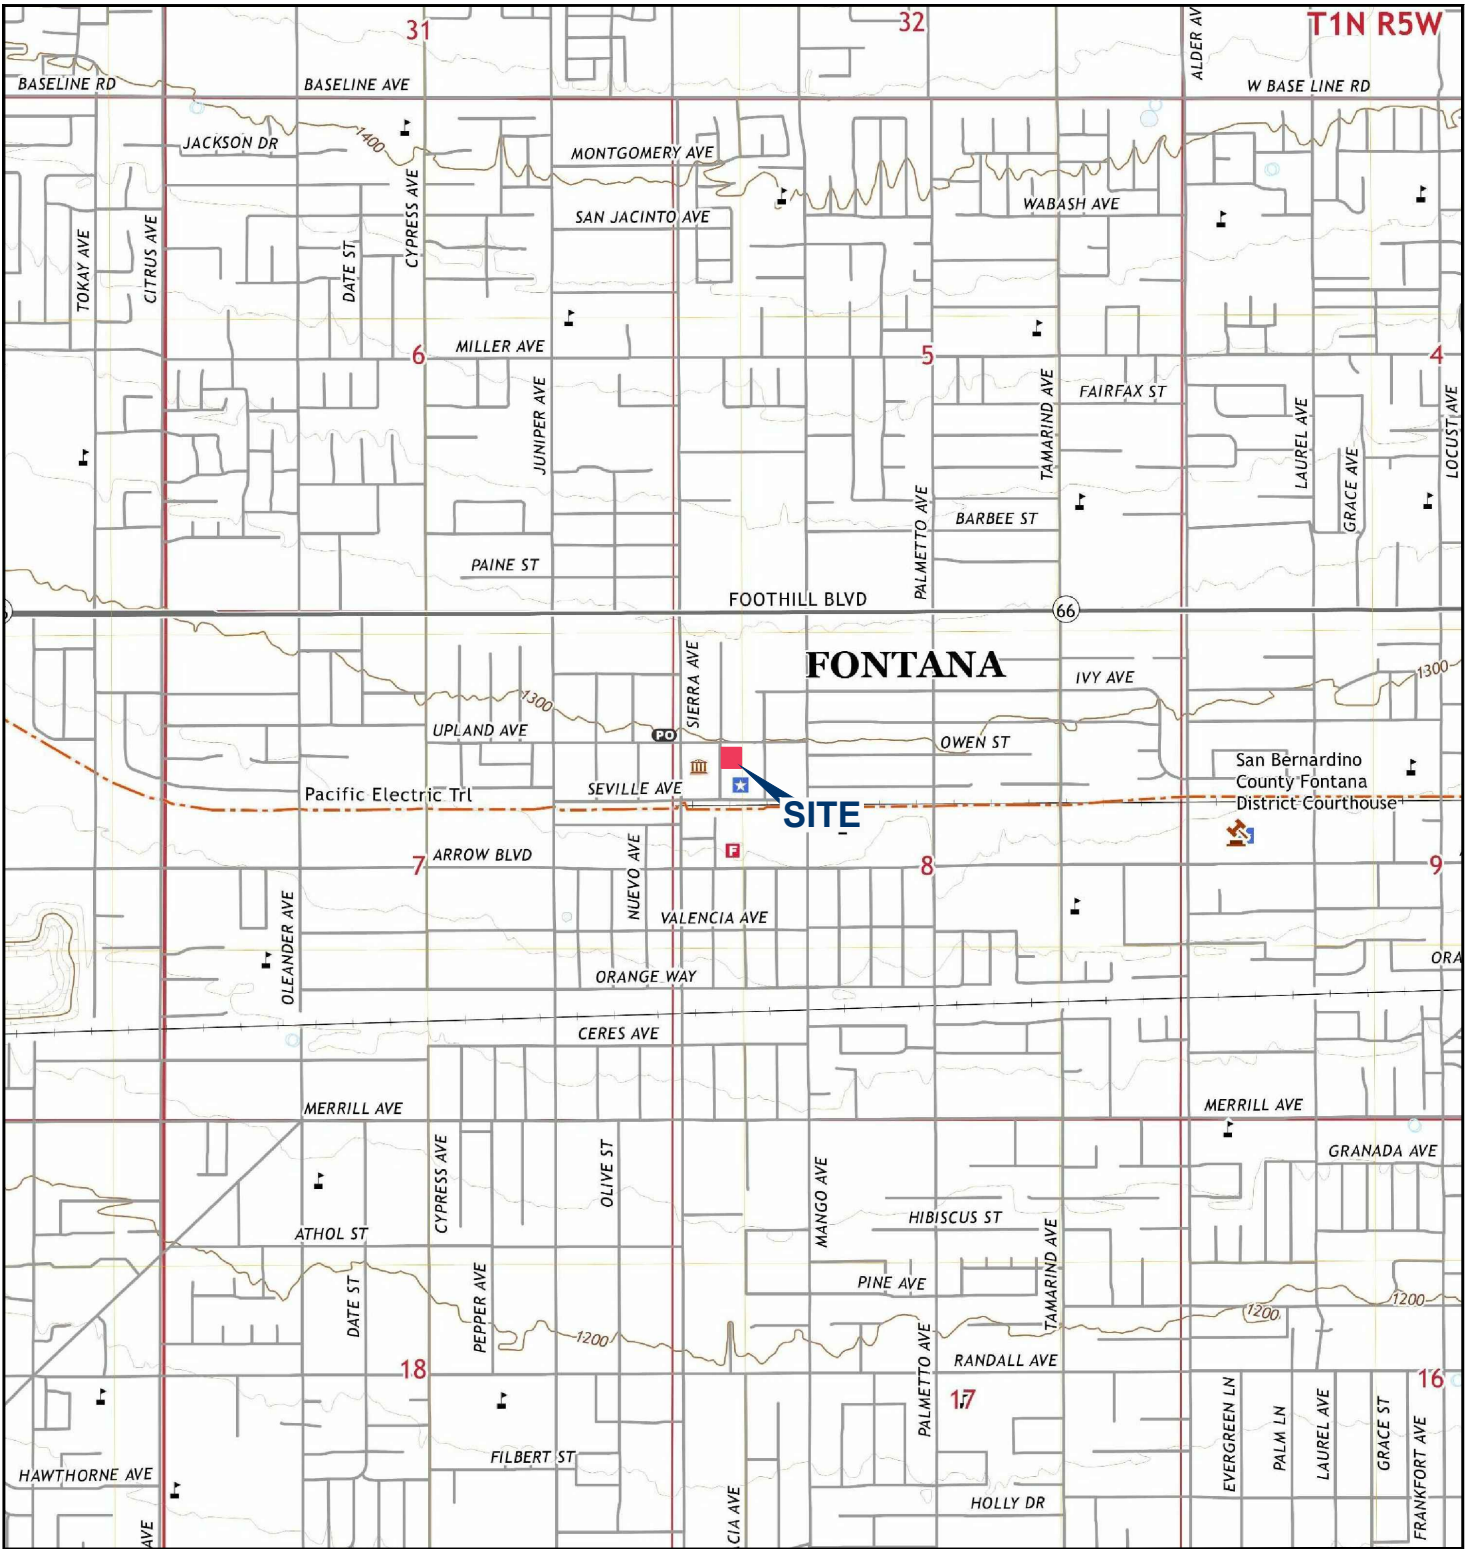 31
32
ALDER AV
T1N R5W
BASELINE RD
BASELINE AVE
W BASE LINE RD
JACKSON DR
1400
MONTGOMERY AVE
CYPRESS AVE
SAN JACINTO AVE
WABASH AVE
TOKAY AVE
CITRUS AVE
DATE ST
6
MILLER AVE
5
4
JUNIPER AVE
TAMARIND AVE
FAIRFAX ST
LAUREL AVE
LOCUST AVE
GRACE AVE
PALMETTO AVE
BARBEE ST
PAINE ST
FOOTHILL BLVD
66
SIERRA AVE
FONTANA
IVY AVE
1300
1300
UPLAND AVE
PO
OWEN ST
San Bernardino
County Fontana
District Courthouse
SEVILLE AVE
Pacific Electric Trl
SITE
F
NUEVO AVE
7
ARROW BLVD
8
9
OLEANDER AVE
VALENCIA AVE
ORANGE WAY
ORA
CERES AVE
MERRILL AVE
MERRILL AVE
CYPRESS AVE
OLIVE ST
MANGO AVE
GRANADA AVE
HIBISCUS ST
ATHOL ST
TAMARIND AVE
DATE ST
PEPPER AVE
PINE AVE
1200
1200
1200
PALMETTO AVE
RANDALL AVE
18
17
16
EVERGREEN LN
PALM LN
LAUREL AVE
GRACE ST
FRANKFORT AVE
HAWTHORNE AVE
FILBERT ST
HOLLY DR
AVE
CIA AVE